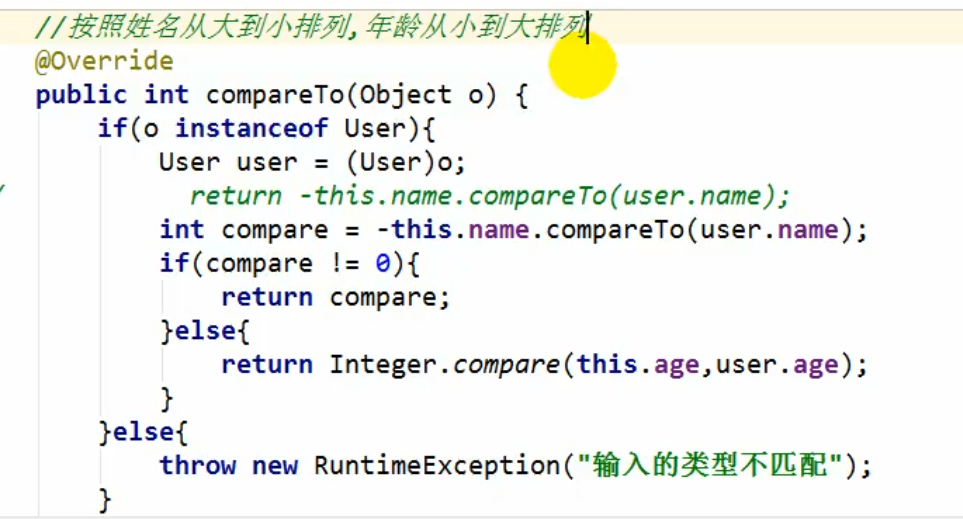 //按照姓名从大到小排列,年龄从小到大排列
@Override
public int compareTo(Object o) {
if(o instanceof User){
User user = (User)o;
return -this.name.compareTo(user.name);
int compare = -this.name.compareTo(user.name);
if(compare != 0){
return compare;
}else{
return Integer.compare(this.age,user.age);
}
}else{
throw new RuntimeException("输入的类型不匹配");
}